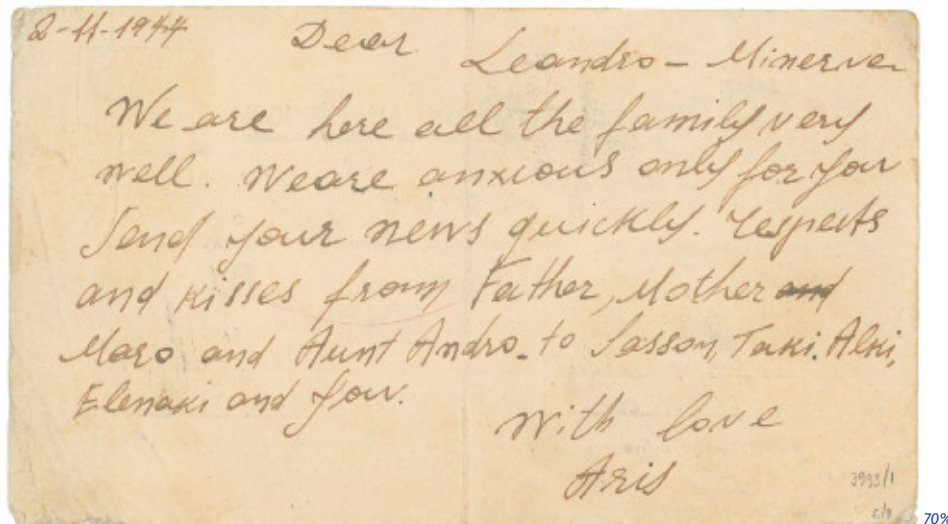 2-11-1944
Dear
Leandro - Minerva
We are here all the family very
well. We are anxious only for you
Send your news quickly. respects
and kisses from Father, Mother and
Maro and Aunt Andro. to Sasson, Taki. Alki,
Elenaki and you.
With love
Aris
3993/1
70%